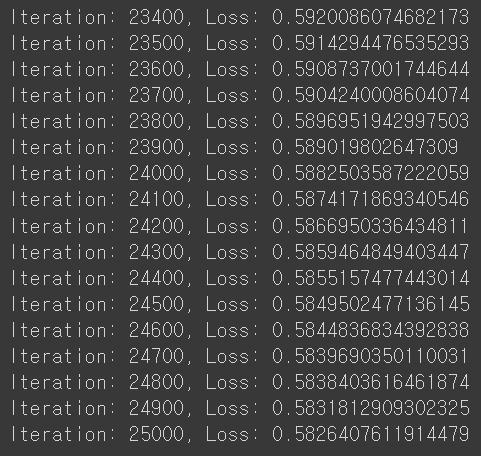 Iteration: 23400, Loss: 0.5920086074682173
Iteration: 23500, Loss: 0.5914294476535293
Iteration: 23600, Loss: 0.5908737001744644
Iteration: 23700, Loss: 0.5904240008604074
Iteration: 23800, Loss: 0.5896951942997503
Iteration: 23900, Loss: 0.589019802647309
Iteration: 24000, Loss: 0.5882503587222059
Iteration: 24100, Loss: 0.5874171869340546
Iteration: 24200, Loss: 0.5866950336434811
Iteration: 24300, Loss: 0.5859464849403447
Iteration: 24400, Loss: 0.5855157477443014
Iteration: 24500, Loss: 0.5849502477136145
Iteration: 24600, Loss: 0.5844836834392838
Iteration: 24700, Loss: 0.5839690350110031
Iteration: 24800, Loss: 0.5838403616461874
Iteration: 24900, Loss: 0.5831812909302325
Iteration: 25000, Loss: 0.5826407611914479